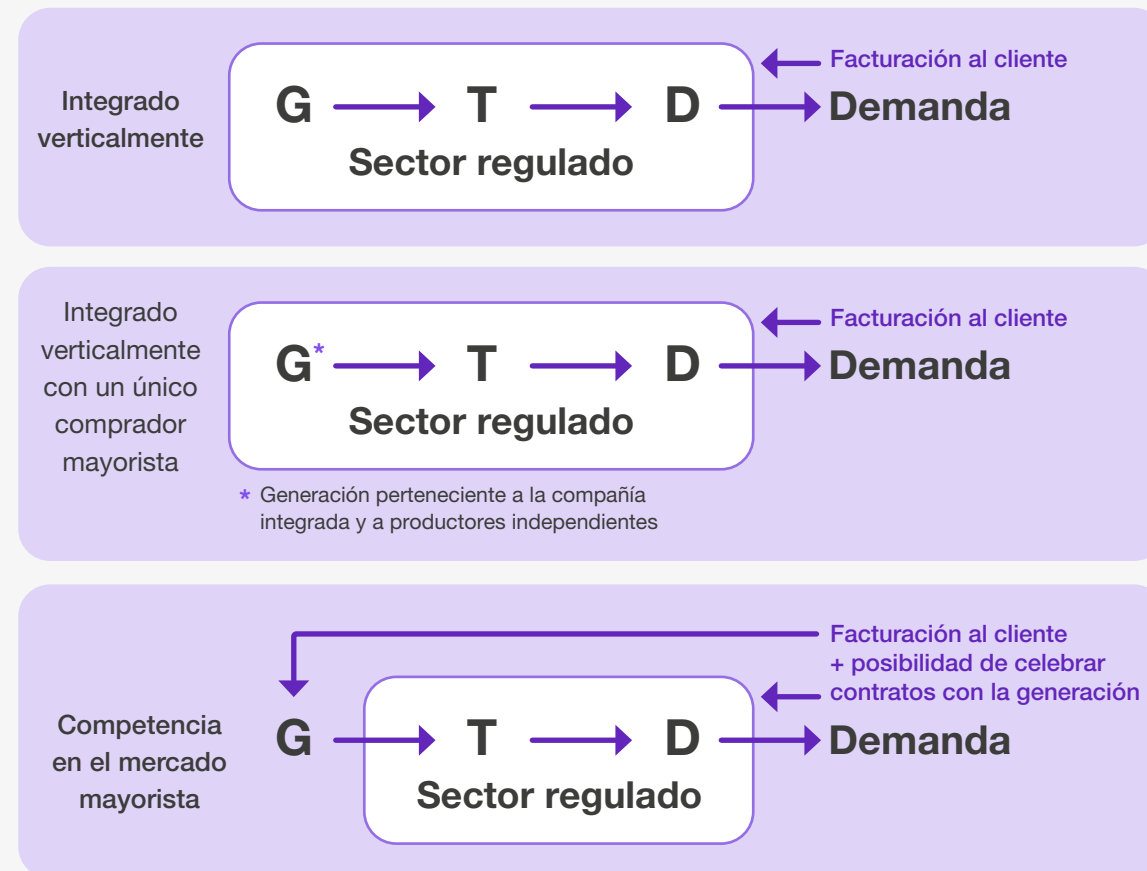 Integrado
verticalmente
G T D
Sector regulado
Facturación al cliente
Demanda
Integrado
verticalmente
con un único
comprador
mayorista
G* T D
Sector regulado
Facturación al cliente
Demanda
* Generación perteneciente a la compañía
integrada y a productores independientes
Competencia
en el mercado
mayorista
G T D
Sector regulado
Facturación al cliente
+ posibilidad de celebrar
contratos con la generación
Demanda